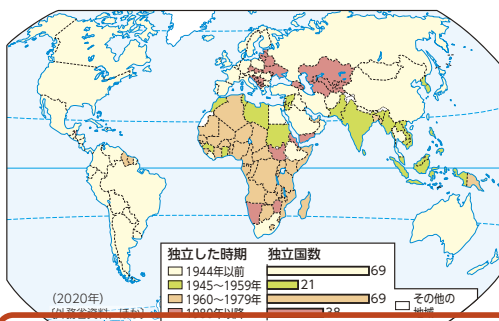 独立した時期 独立国数
1944年以前 69
1945〜1959年 21
1960〜1979年 69
38
(2020年)
その他の